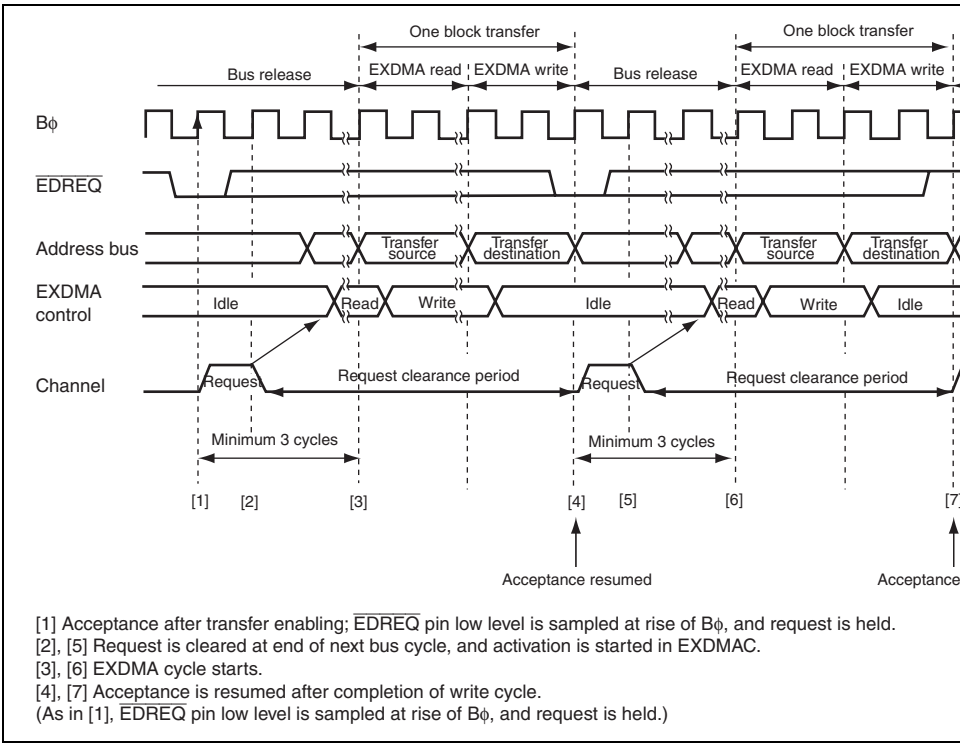 One block transfer One block transfer
Bus release EXDMA read EXDMA write Bus release EXDMA read EXDMA write
Bϕ
EDREQ
Address bus Transfer source Transfer destination Transfer source Transfer destination
EXDMA control Idle Read Write Idle Read Write Idle
Channel Request Request clearance period Request Request clearance period
Minimum 3 cycles Minimum 3 cycles
[1] [2] [3] [4] [5] [6] [7]
Acceptance resumed Acceptance
[1] Acceptance after transfer enabling; EDREQ pin low level is sampled at rise of Bϕ, and request is held.
[2], [5] Request is cleared at end of next bus cycle, and activation is started in EXDMAC.
[3], [6] EXDMA cycle starts.
[4], [7] Acceptance is resumed after completion of write cycle.
(As in [1], EDREQ pin low level is sampled at rise of Bϕ, and request is held.)